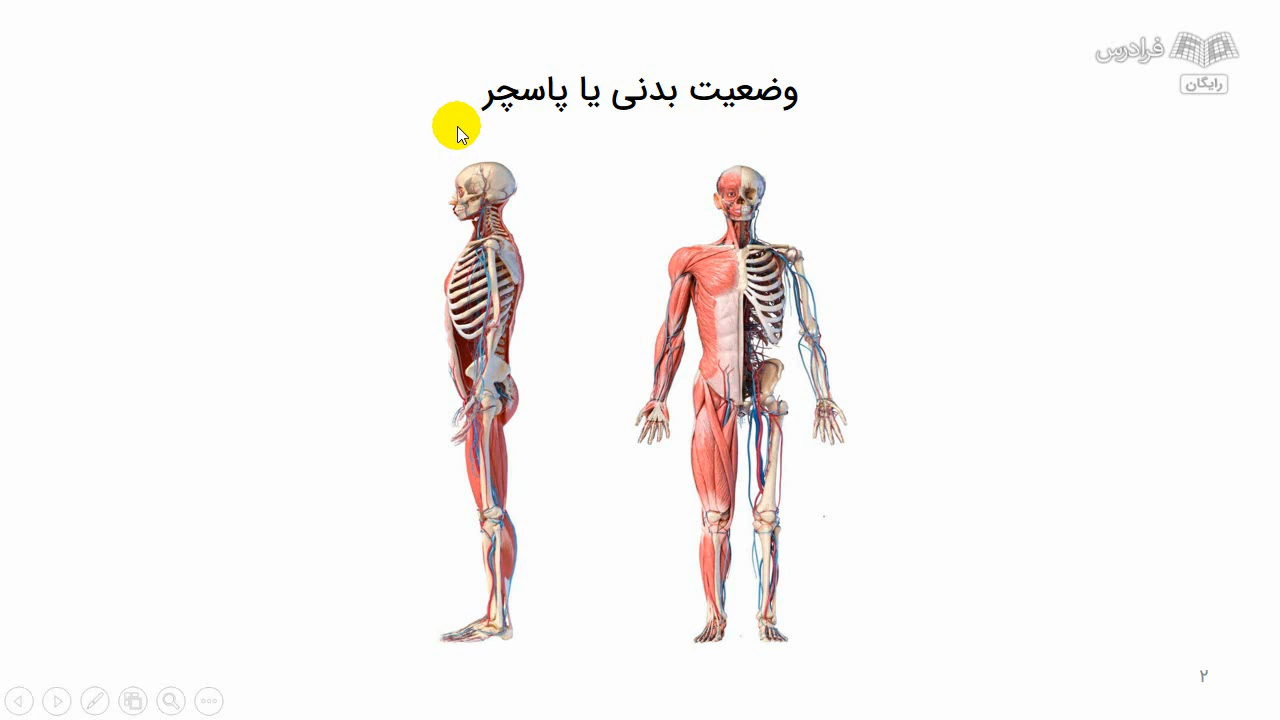 فرادرس
رایگان
وضعیت بدنی یا پاسچر
۲